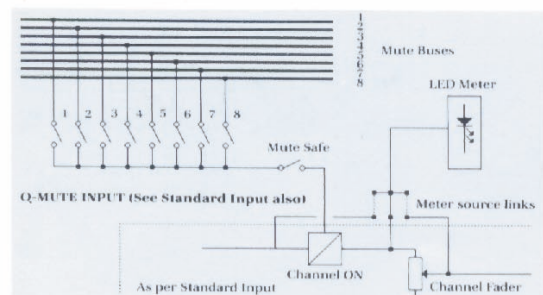 1
2
3
4
5
6
7
8
Mute Buses
LED Meter
1 2 3 4 5 6 7 8
Mute Safe
Q-MUTE INPUT (See Standard Input also)
Meter source links
Channel ON
As per Standard Input
Channel Fader